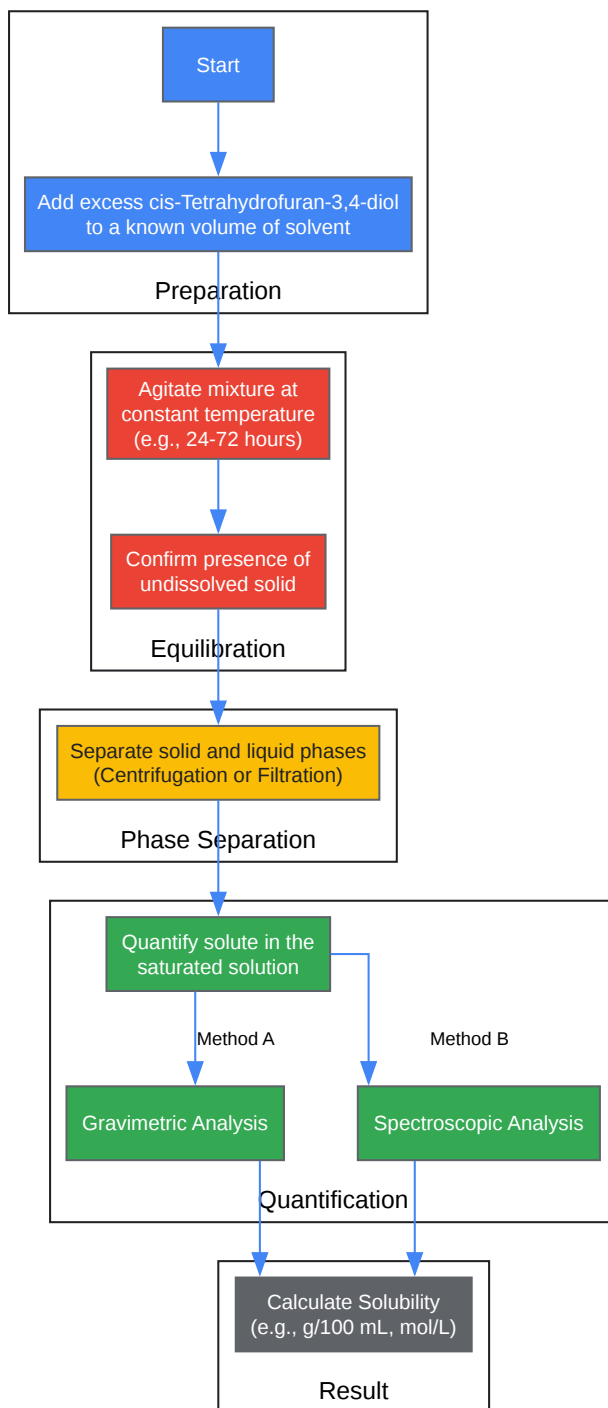 Start
Add excess cis-Tetrahydrofuran-3,4-diol
to a known volume of solvent
Preparation
Agitate mixture at
constant temperature
(e.g., 24-72 hours)
Confirm presence of
undissolved solid
Equilibration
Separate solid and liquid phases
(Centrifugation or Filtration)
Phase Separation
Quantify solute in the
saturated solution
Method A
Method B
Gravimetric Analysis
Spectroscopic Analysis
Quantification
Calculate Solubility
(e.g., g/100 mL, mol/L)
Result